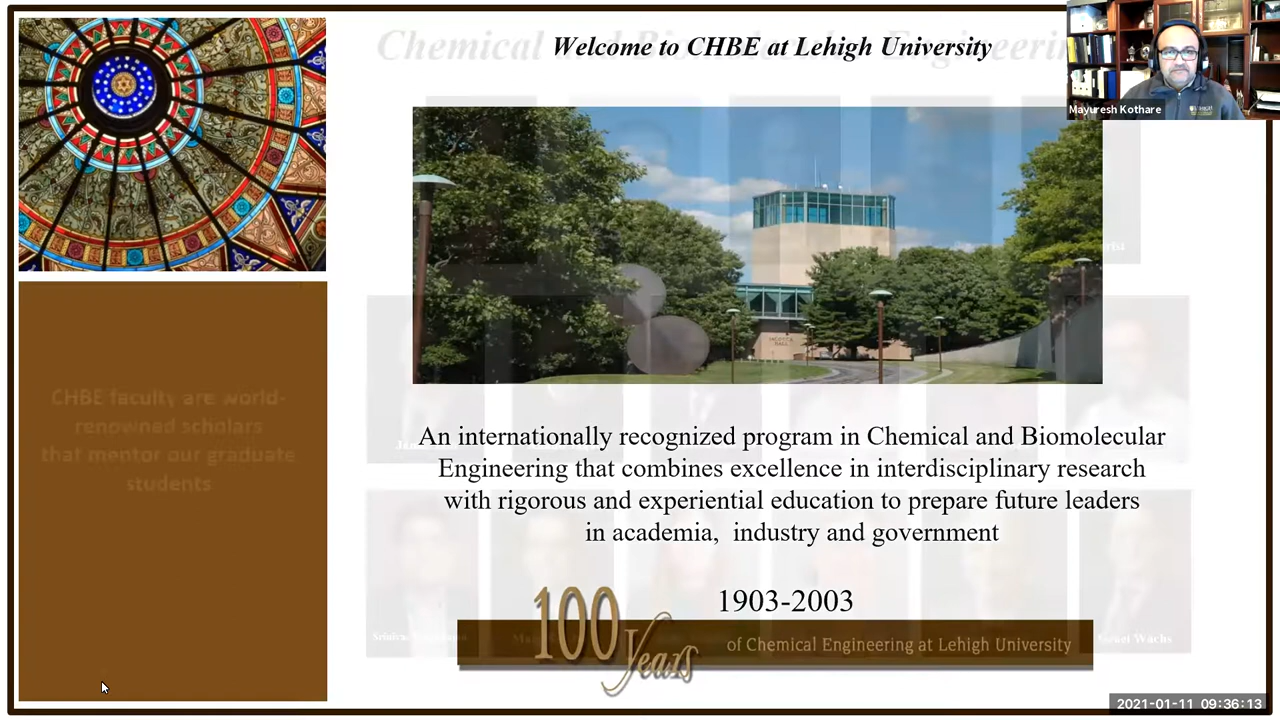 Chemical and Biomolecular Engineering
Welcome to CHBE at Lehigh University
Mayuresh Kothare
CHBE faculty are world-
renowned scholars
that mentor our graduate
students
An internationally recognized program in Chemical and Biomolecular
Engineering that combines excellence in interdisciplinary research
with rigorous and experiential education to prepare future leaders
in academia, industry and government
1903-2003
100 Years
of Chemical Engineering at Lehigh University
Wachs
2021-01-11 09:36:13